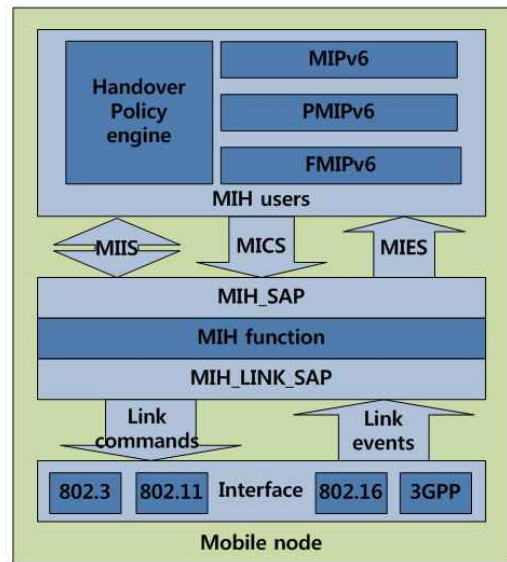 Handover
Policy
engine
MIPv6
PMIPv6
FMIPv6
MIH users
MIIS
MICS
MIES
MIH_SAP
MIH function
MIH_LINK_SAP
Link
commands
Link
events
802.3
802.11
Interface
802.16
3GPP
Mobile node